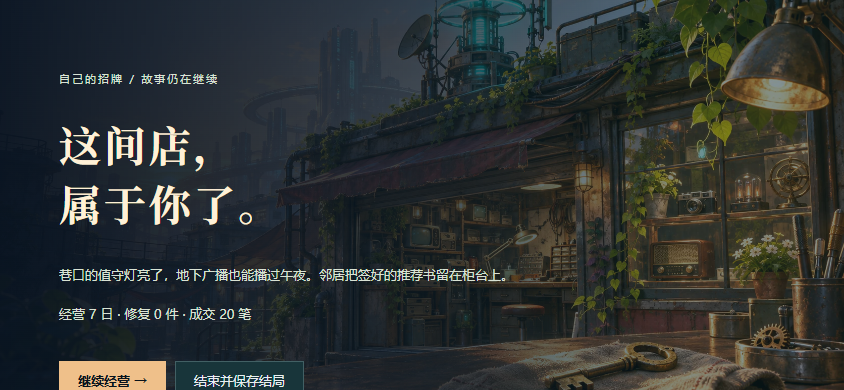 自己的招牌 / 故事仍在继续
这间店，
属于你了。
巷口的值守灯亮了，地下广播也能播过午夜。邻居把签好的推荐书留在柜台上。
经营 7 日 · 修复 0 件 · 成交 20 笔
继续经营 →
结束并保存结局